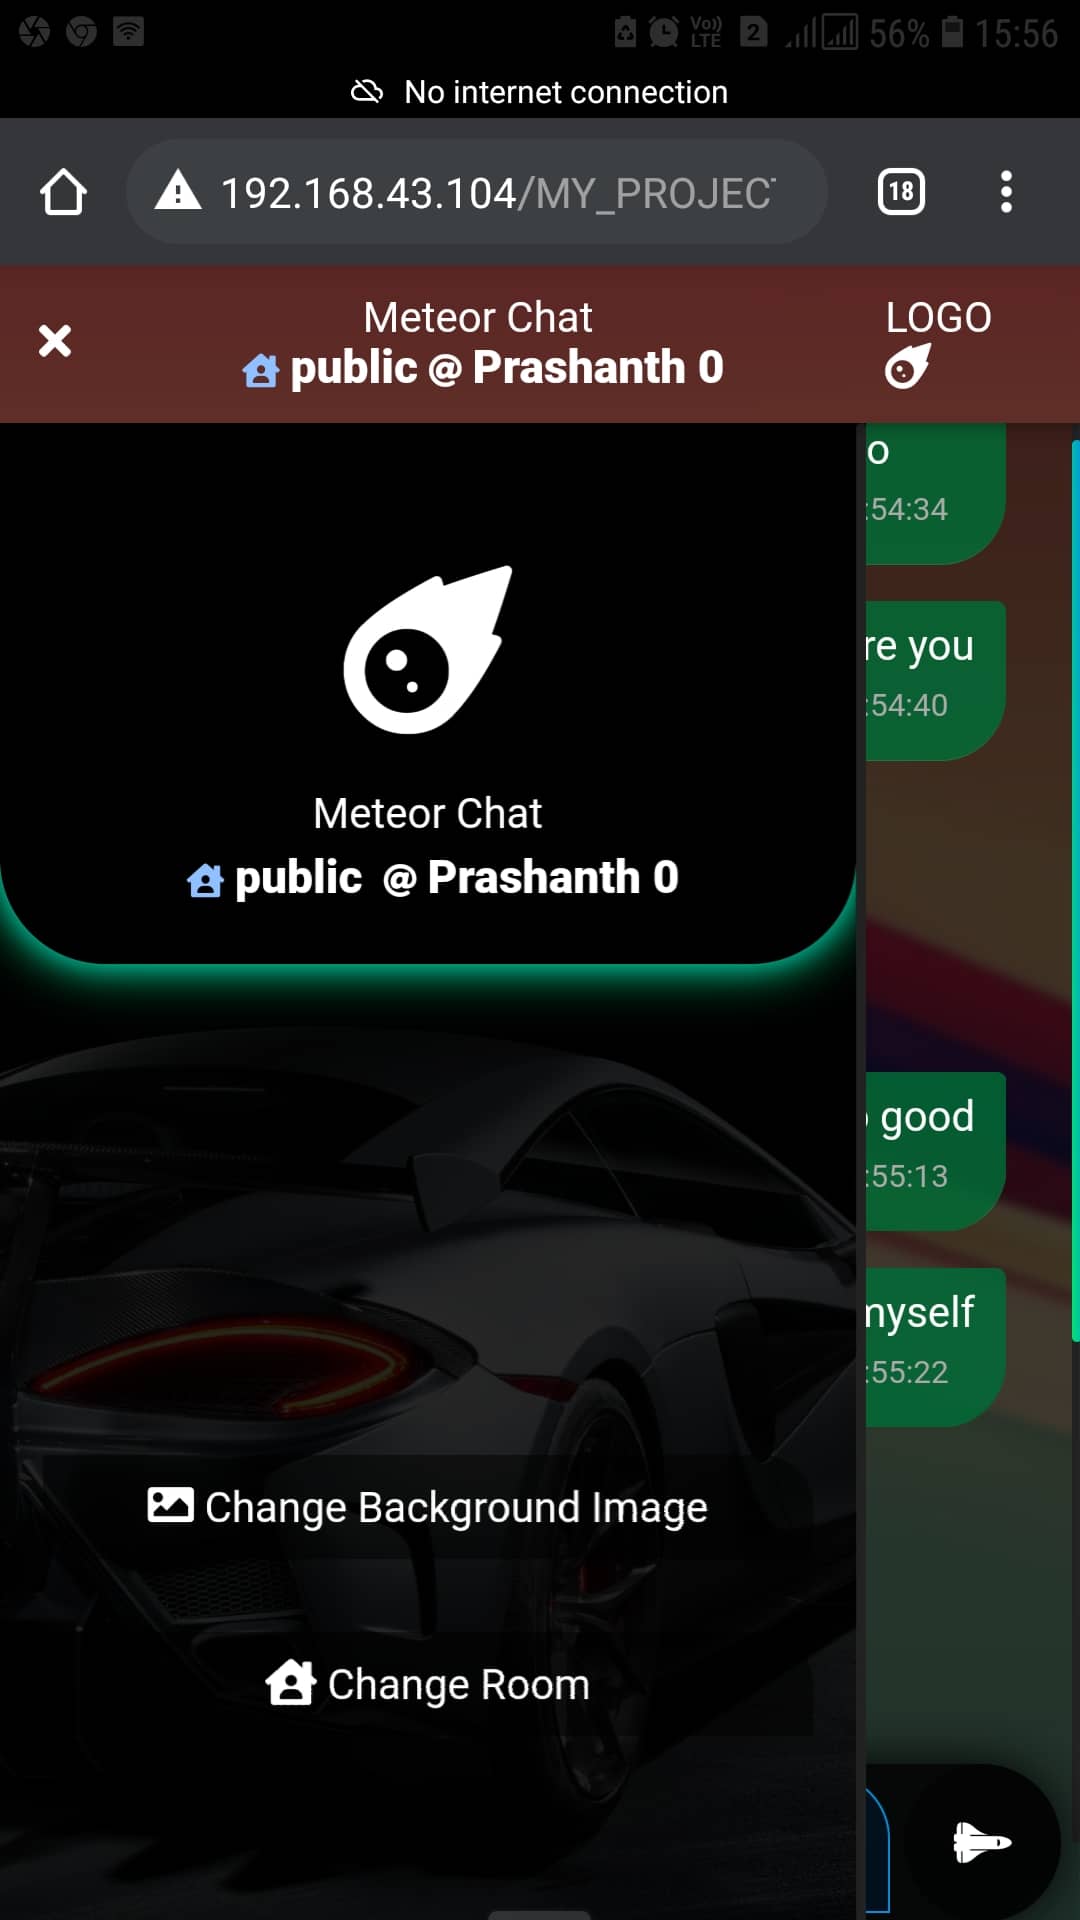 Vo))
LTE
2
56%
15:56
No internet connection
192.168.43.104/MY_PROJEC
18
Meteor Chat
public @ Prashanth 0
LOGO
o
:54:34
re you
:54:40
Meteor Chat
public @ Prashanth 0
good
:55:13
myself
:55:22
Change Background Image
Change Room